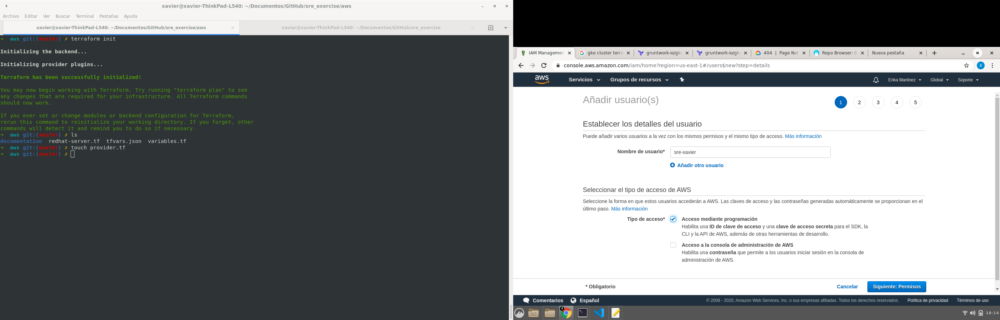 xavier@xavier-ThinkPad-L540: ~/Documentos/GitHub/sre_exercise/aws
Archivo Editar Ver Buscar Terminal Pestañas Ayuda
xavier@xavier-ThinkPad-L540: ~/Documentos/GitHub/sre_exercise/aws
xavier@xavier-ThinkPad-L540: ~/Documentos/GitHub/sre_exercise
➜ aws git:(master) ✗ terraform init
Initializing the backend...
Initializing provider plugins...
Terraform has been successfully initialized!
You may now begin working with Terraform. Try running "terraform plan" to see
any changes that are required for your infrastructure. All Terraform commands
should now work.
If you ever set or change modules or backend configuration for Terraform,
rerun this command to reinitialize your working directory. If you forget, other
commands will detect it and remind you to do so if necessary.
➜ aws git:(master) ✗ ls
documentation redhat-server.tf tfvars.json variables.tf
➜ aws git:(master) ✗ touch provider.tf
➜ aws git:(master) ✗
IAM Managemen
gke cluster terra
gruntwork-io/gke
gruntwork-io/gke
404 | Page Not
Repo Browser: G
Nueva pestaña
console.aws.amazon.com/iam/home?region=us-east-1#/users$new?step=details
X
aws Servicios Grupos de recursos Erika Martinez Global Soporte
Añadir usuario(s)
1 2 3 4 5
Establecer los detalles del usuario
Puede añadir varios usuarios a la vez con los mismos permisos y el mismo tipo de acceso. Más información
Nombre de usuario* sre-xavier
Añadir otro usuario
Seleccionar el tipo de acceso de AWS
Seleccione la forma en que estos usuarios accederán a AWS. Las claves de acceso y las contraseñas generadas automáticamente se proporcionan en el
último paso. Más información
Tipo de acceso* Acceso mediante programación
Habilita una ID de clave de acceso y una clave de acceso secreta para el SDK, la
CLI y la API de AWS, además de otras herramientas de desarrollo.
Acceso a la consola de administración de AWS
Habilita una contraseña que permite a los usuarios iniciar sesión en la consola de
administración de AWS.
* Obligatorio Cancelar Siguiente: Permisos
Comentarios Español © 2008 - 2020, Amazon Web Services, Inc. o sus empresas afiliadas. Todos los derechos reservados. Política de privacidad Términos de uso
4
18:14